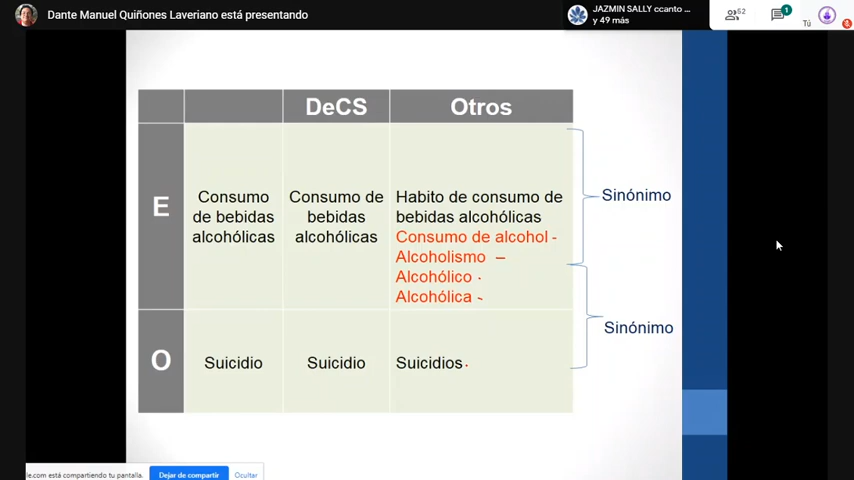 Dante Manuel Quiñones Laveriano está presentando
JAZMIN SALLY ccanto ...
y 49 más
52
1
Tú
DeCS
Otros
E
Consumo
de bebidas
alcohólicas
Consumo de
bebidas
alcohólicas
Habito de consumo de
bebidas alcohólicas
Consumo de alcohol -
Alcoholismo –
Alcohólico ·
Alcohólica -
Sinónimo
O
Suicidio
Suicidio
Suicidios.
Sinónimo
le.com está compartiendo tu pantalla.
Dejar de compartir
Ocultar